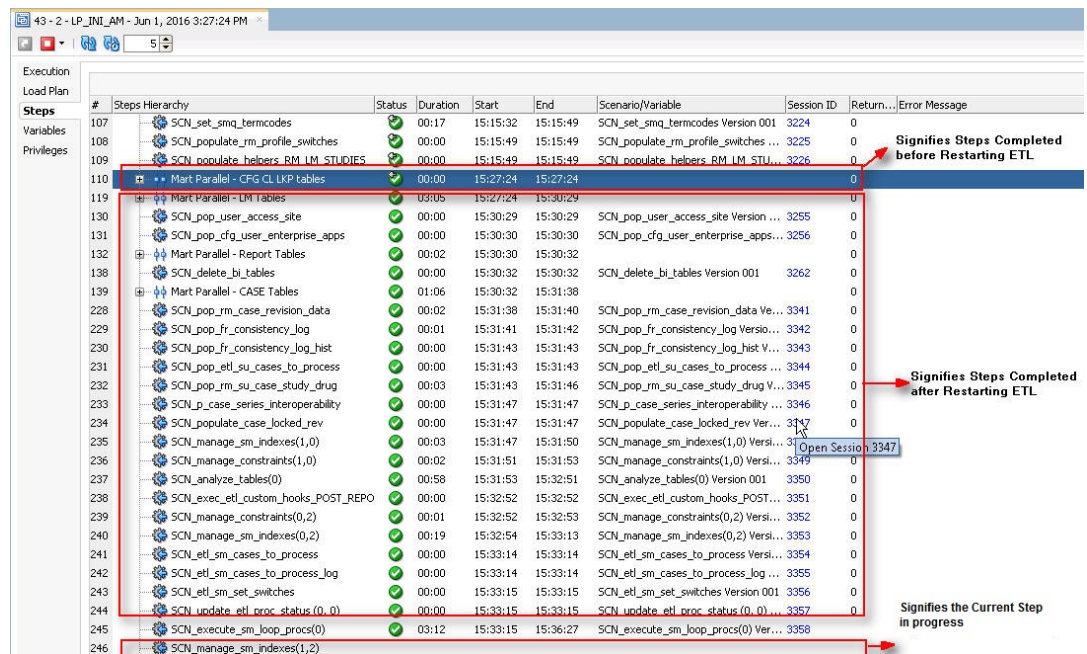 43 - 2 - LP_INI_AM - Jun 1, 2016 3:27:24 PM
5
Execution
Load Plan
Steps
Variables
Privileges
# Steps Hierarchy Status Duration Start End Scenario/Variable Session ID Return... Error Message
107 SCN_set_smq_termcodes 00:17 15:15:32 15:15:49 SCN_set_smq_termcodes Version 001 3224 0
108 SCN_populate_rm_profile_switches 00:00 15:15:49 15:15:49 SCN_populate_rm_profile_switches ... 3225 0
109 SCN_populate_helpers_RM_LM_STUDIES 00:00 15:15:49 15:15:49 SCN_populate_helpers_RM_LM_STU... 3226 0
Signifies Steps Completed
before Restarting ETL
110 Mart Parallel - CFG CL LKP tables 00:00 15:27:24 15:27:24 0
119 Mart Parallel - LM Tables 03:05 15:27:24 15:30:29 0
130 SCN_pop_user_access_site 00:00 15:30:29 15:30:29 SCN_pop_user_access_site Version ... 3255 0
131 SCN_pop_cfg_user_enterprise_apps 00:00 15:30:30 15:30:30 SCN_pop_cfg_user_enterprise_apps... 3256 0
132 Mart Parallel - Report Tables 00:02 15:30:30 15:30:32 0
138 SCN_delete_bi_tables 00:00 15:30:32 15:30:32 SCN_delete_bi_tables Version 001 3262 0
139 Mart Parallel - CASE Tables 01:06 15:30:32 15:31:38 0
228 SCN_pop_rm_case_revision_data 00:02 15:31:38 15:31:40 SCN_pop_rm_case_revision_data Ve... 3341 0
229 SCN_pop_fr_consistency_log 00:01 15:31:41 15:31:42 SCN_pop_fr_consistency_log Versio... 3342 0
230 SCN_pop_fr_consistency_log_hist 00:00 15:31:43 15:31:43 SCN_pop_fr_consistency_log_hist V... 3343 0
231 SCN_pop_etl_su_cases_to_process 00:00 15:31:43 15:31:43 SCN_pop_etl_su_cases_to_process ... 3344 0
232 SCN_pop_rm_su_case_study_drug 00:03 15:31:43 15:31:46 SCN_pop_rm_su_case_study_drug V... 3345 0
Signifies Steps Completed
after Restarting ETL
233 SCN_p_case_series_interoperability 00:00 15:31:47 15:31:47 SCN_p_case_series_interoperability ... 3346 0
234 SCN_populate_case_locked_rev 00:00 15:31:47 15:31:47 SCN_populate_case_locked_rev Ver... 3347 0
235 SCN_manage_sm_indexes(1,0) 00:03 15:31:47 15:31:50 SCN_manage_sm_indexes(1,0) Versi...
Open Session 3347
236 SCN_manage_constraints(1,0) 00:02 15:31:51 15:31:53 SCN_manage_constraints(1,0) Versi... 3349 0
237 SCN_analyze_tables(0) 00:58 15:31:53 15:32:51 SCN_analyze_tables(0) Version 001 3350 0
238 SCN_exec_etl_custom_hooks_POST_REPO 00:00 15:32:52 15:32:52 SCN_exec_etl_custom_hooks_POST... 3351 0
239 SCN_manage_constraints(0,2) 00:01 15:32:52 15:32:53 SCN_manage_constraints(0,2) Versi... 3352 0
240 SCN_manage_sm_indexes(0,2) 00:19 15:32:54 15:33:13 SCN_manage_sm_indexes(0,2) Versi... 3353 0
241 SCN_etl_sm_cases_to_process 00:00 15:33:14 15:33:14 SCN_etl_sm_cases_to_process Versi... 3354 0
242 SCN_etl_sm_cases_to_process_log 00:00 15:33:14 15:33:14 SCN_etl_sm_cases_to_process_log ... 3355 0
243 SCN_etl_sm_set_switches 00:00 15:33:15 15:33:15 SCN_etl_sm_set_switches Version 001 3356 0
244 SCN_update_etl_proc_status (0, 0) 00:00 15:33:15 15:33:15 SCN_update_etl_proc_status (0, 0) ... 3357 0
Signifies the Current Step
in progress
245 SCN_execute_sm_loop_procs(0) 03:12 15:33:15 15:36:27 SCN_execute_sm_loop_procs(0) Ver... 3358 0
246 SCN_manage_sm_indexes(1,2)